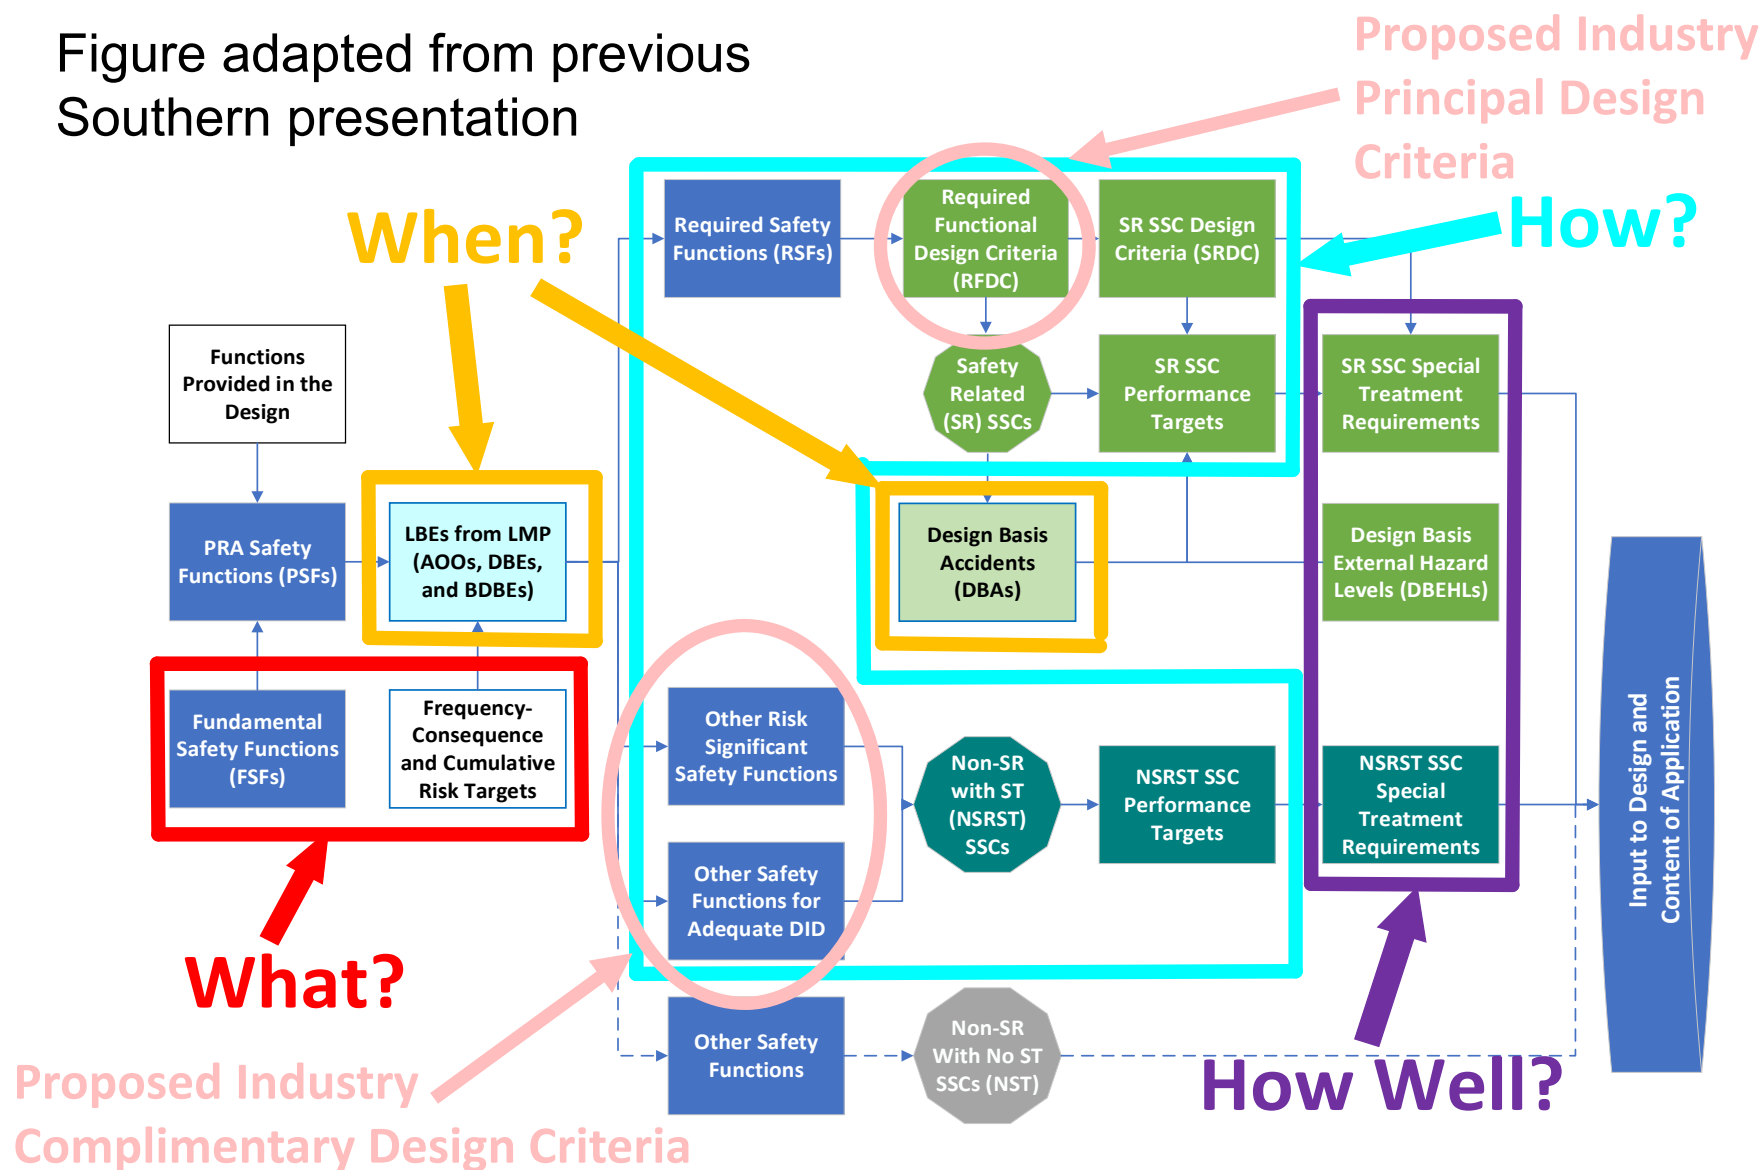 Figure adapted from previous
Southern presentation
Proposed Industry
Principal Design
Criteria
When?
How?
Required Safety
Functions (RSFs)
Required
Functional
Design Criteria
(RFDC)
SR SSC Design
Criteria (SRDC)
Functions
Provided in the
Design
Safety
Related
(SR) SSCs
SR SSC
Performance
Targets
SR SSC Special
Treatment
Requirements
PRA Safety
Functions (PSFs)
LBEs from LMP
(AOOs, DBEs,
and BDBEs)
Design Basis
Accidents
(DBAs)
Design Basis
External Hazard
Levels (DBEHLs)
Fundamental
Safety Functions
(FSFs)
Frequency-
Consequence
and Cumulative
Risk Targets
Other Risk
Significant
Safety Functions
Non-SR
with ST
(NSRST)
SSCs
NSRST SSC
Performance
Targets
NSRST SSC
Special
Treatment
Requirements
Input to Design and
Content of Application
Other Safety
Functions for
Adequate DID
What?
Other Safety
Functions
Non-SR
With No ST
SSCs (NST)
How Well?
Proposed Industry
Complimentary Design Criteria